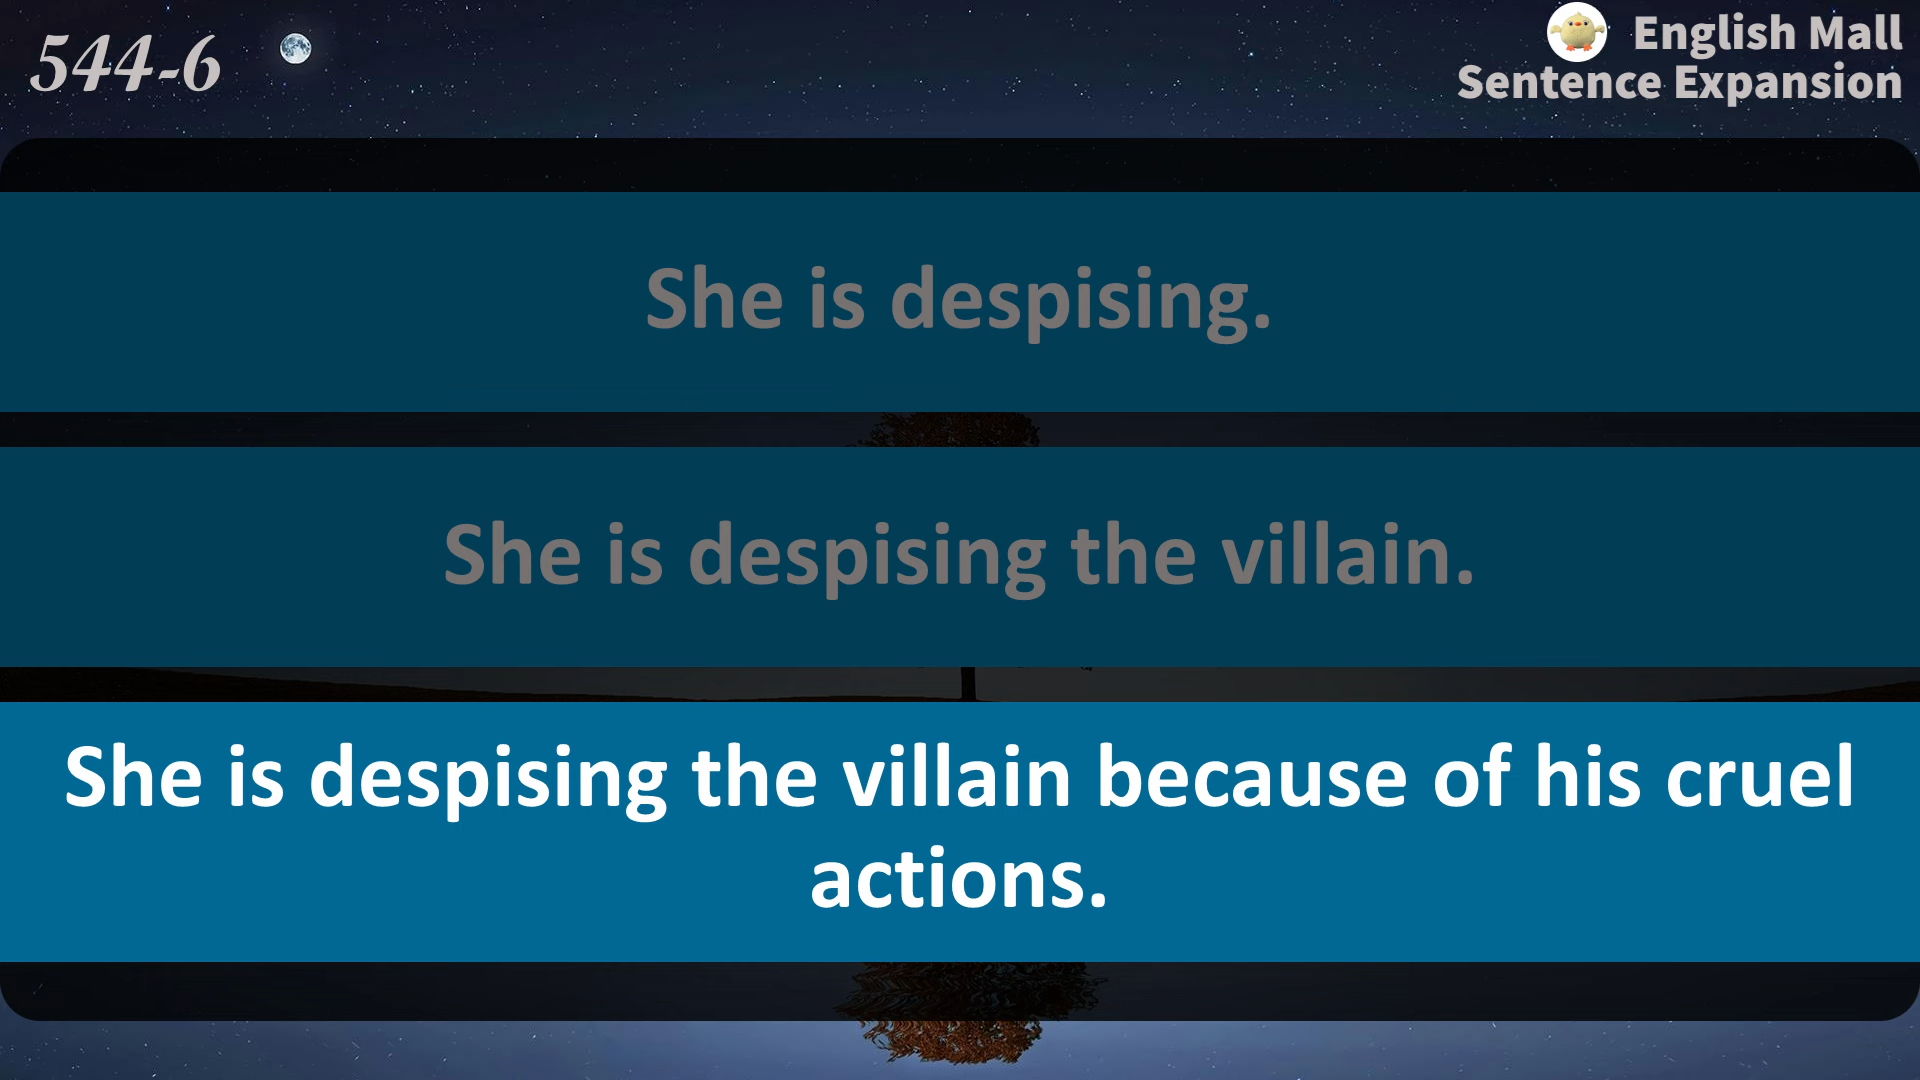 544-6
English Mall
Sentence Expansion
She is despising.
She is despising the villain.
She is despising the villain because of his cruel
actions.